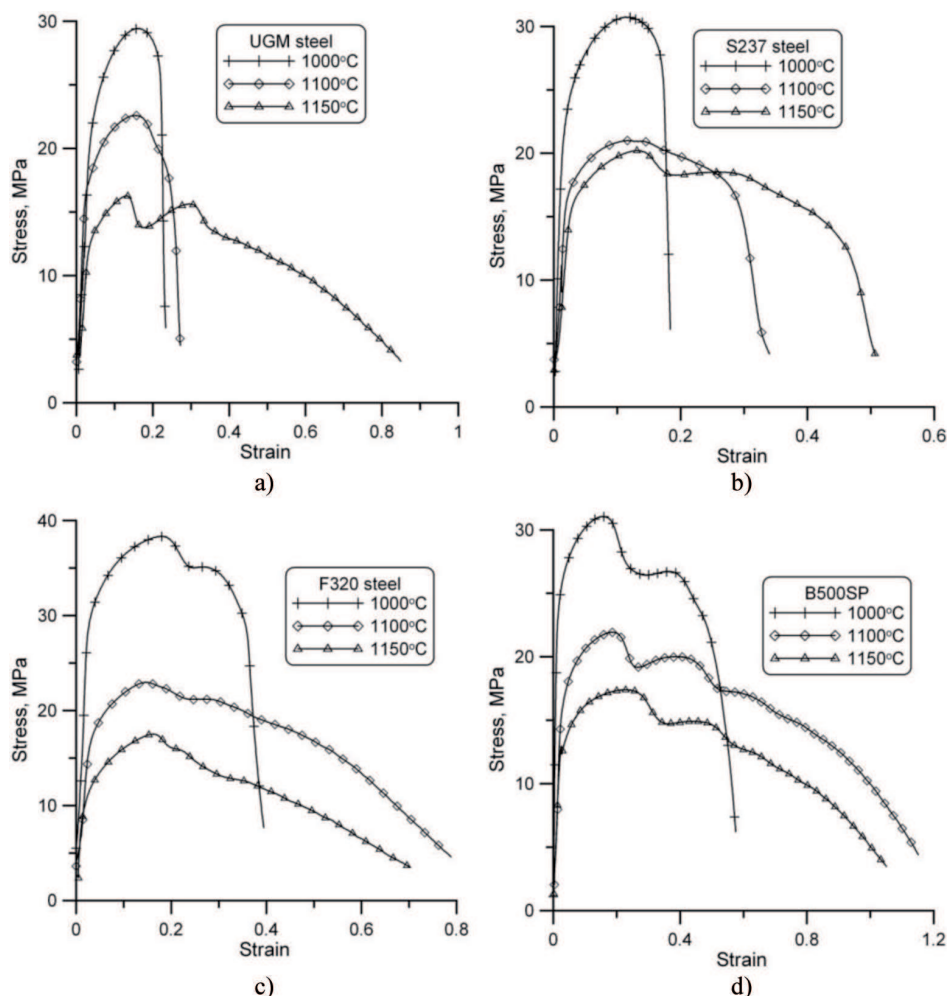 30
20
10
0
Stress, MPa
UGM steel
1000°C
1100°C
1150°C
0 0.2 0.4 0.6 0.8 1
Strain
a)
30
20
10
0
Stress, MPa
S237 steel
1000°C
1100°C
1150°C
0 0.2 0.4 0.6
Strain
b)
40
30
20
10
0
Stress, MPa
F320 steel
1000°C
1100°C
1150°C
0 0.2 0.4 0.6 0.8
Strain
c)
30
20
10
0
Stress, MPa
B500SP
1000°C
1100°C
1150°C
0 0.4 0.8 1.2
Strain
d)